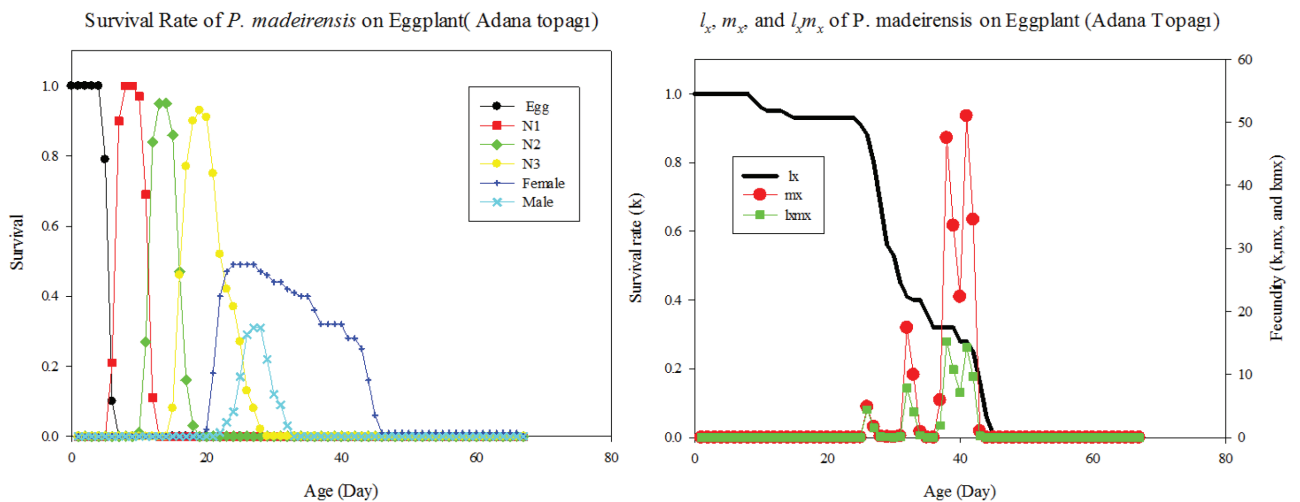 Survival Rate of P. madeirensis on Eggplant( Adana topagı)
1.0
0.8
0.6
0.4
0.2
0.0
Survival
Egg
N1
N2
N3
Female
Male
0
20
40
60
80
Age (Day)
lx, mx, and lxmx of P. madeirensis on Eggplant (Adana Topagı)
1.0
0.8
0.6
0.4
0.2
0.0
Survival rate (lx)
lx
mx
lxmx
60
50
40
30
20
10
0
Fecundity (lx,mx, and lxmx)
0
20
40
60
80
Age (Day)